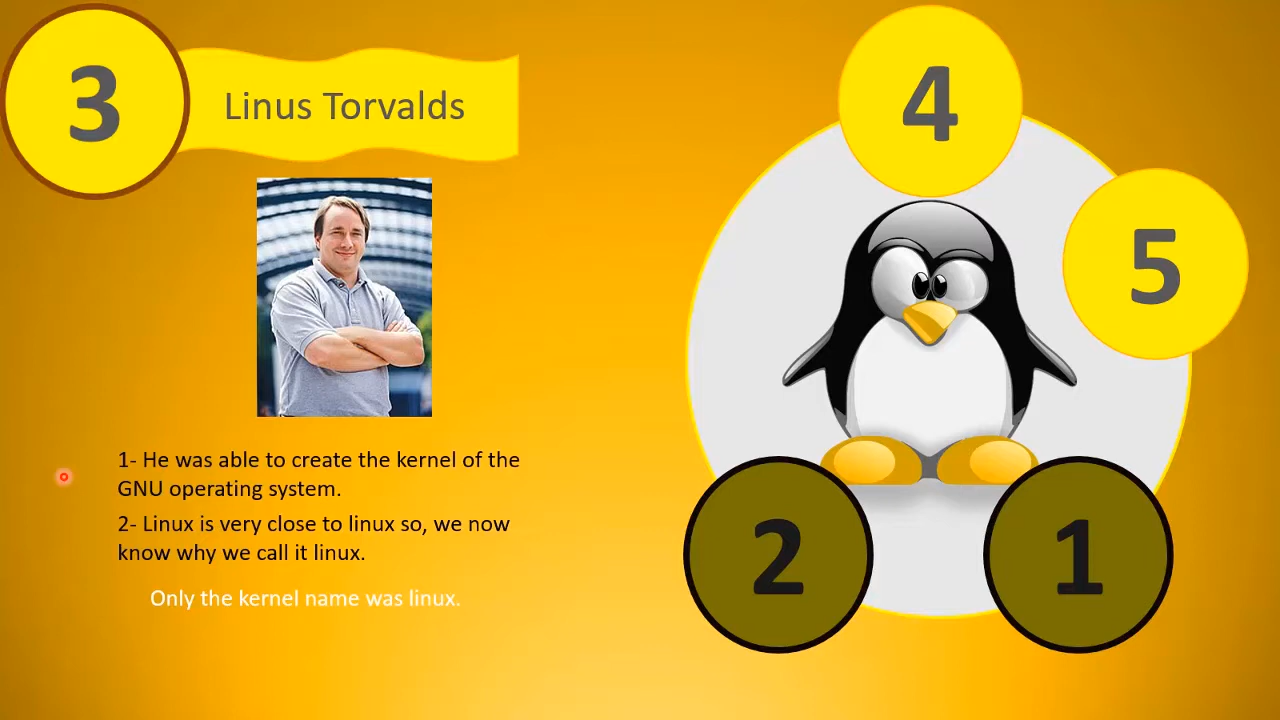 3
Linus Torvalds
1- He was able to create the kernel of the
GNU operating system.
2- Linux is very close to linux so, we now
know why we call it linux.
Only the kernel name was linux.
4
5
2
1